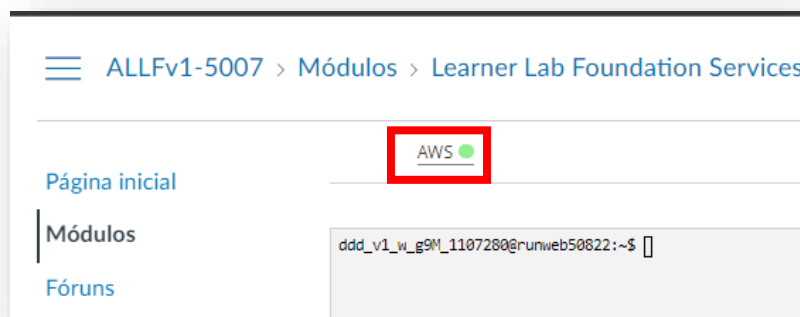 ALLFv1-5007 > Módulos > Learner Lab Foundation Services
AWS
Página inicial
Módulos
Fóruns
ddd_v1_w_g9M_1107280@runweb50822:~$